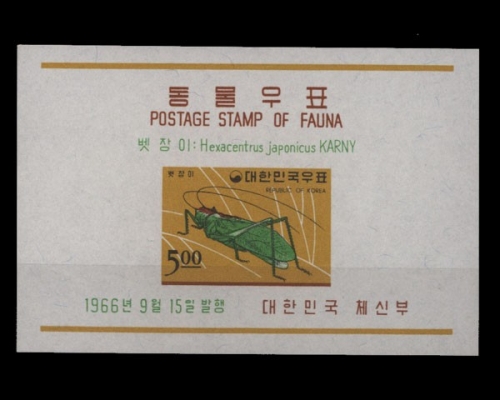 동물우표
POSTAGE STAMP OF FAUNA
벳장이: Hexacentrus japonicus KARNY
벳장이 대한민국우표
REPUBLIC OF KOREA
5.00
1966년 9월 15일 발행 대한민국 체신부